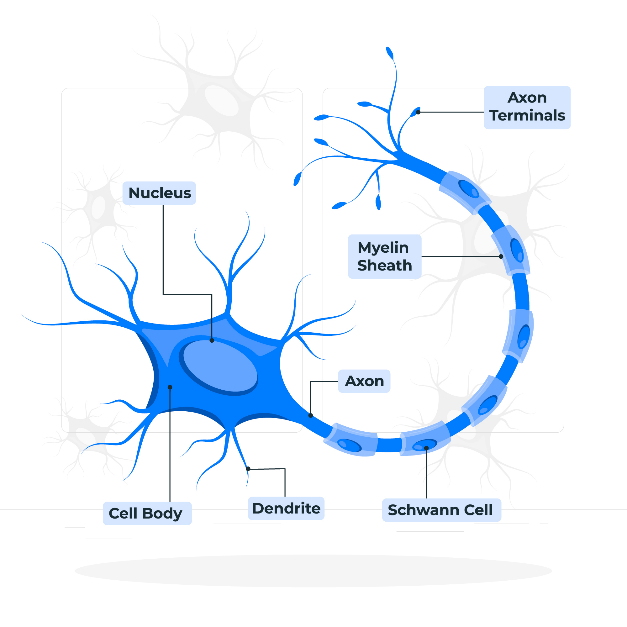 Axon
Terminals
Nucleus
Myelin
Sheath
Axon
Cell Body
Dendrite
Schwann Cell